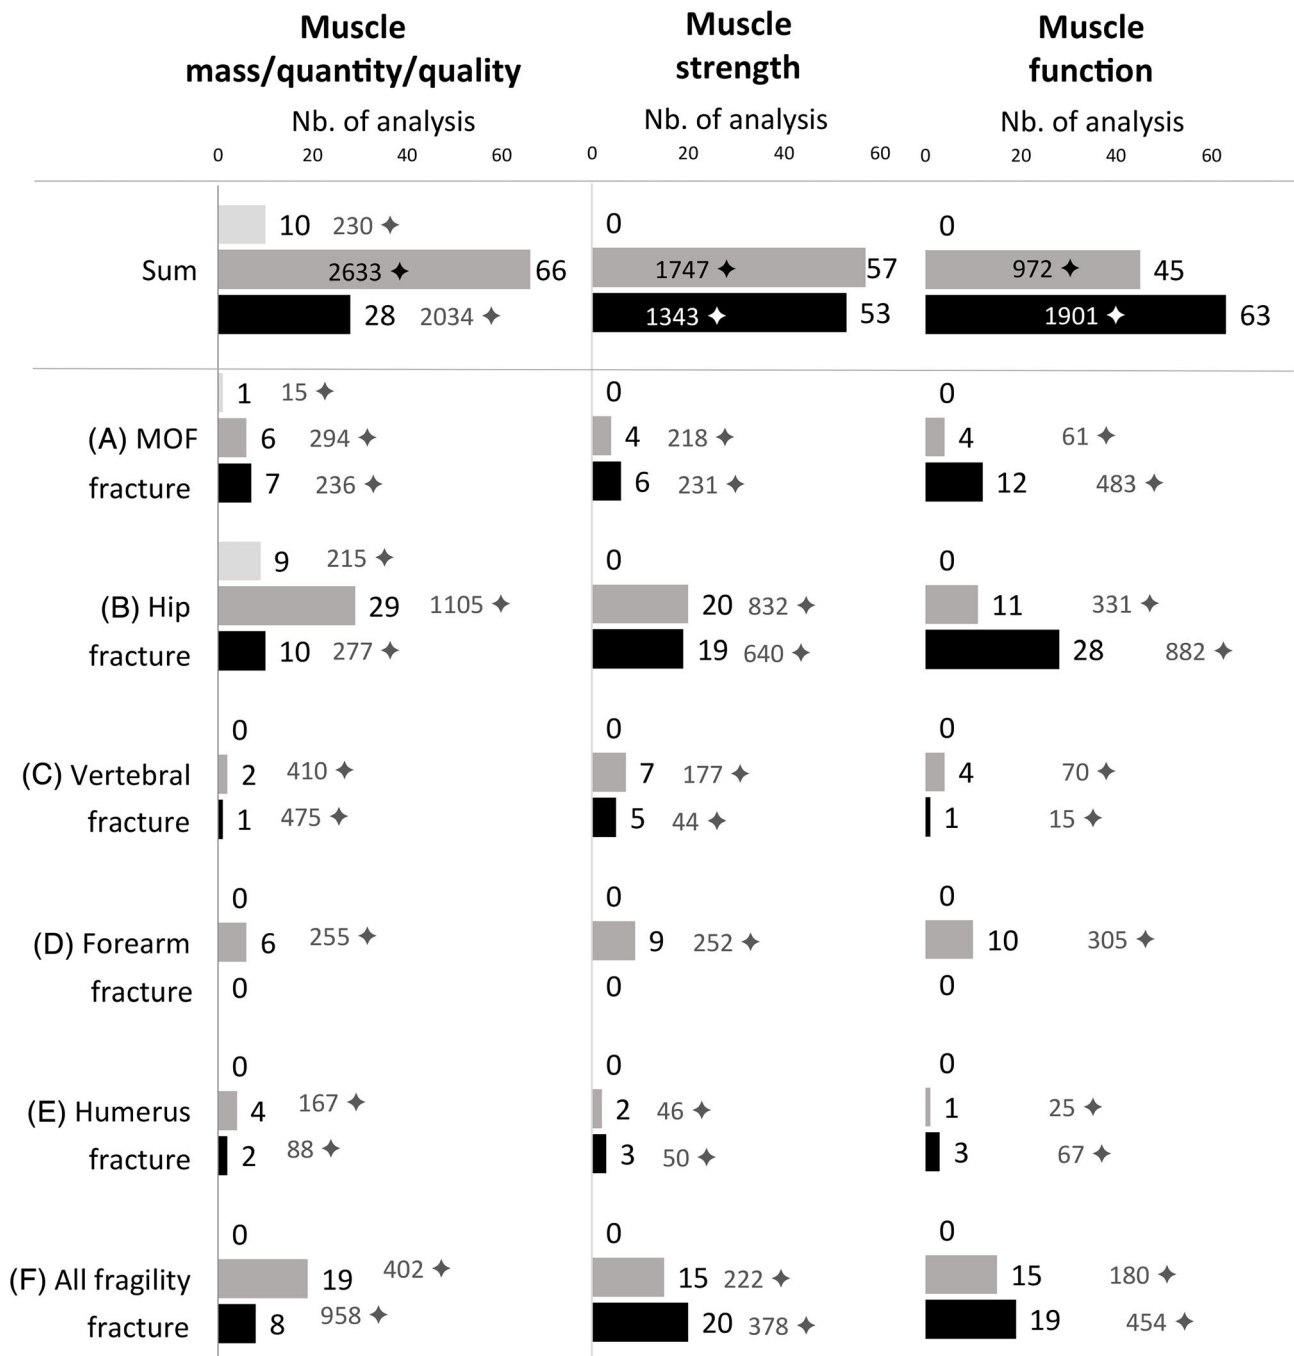 Muscle
mass/quantity/quality
Muscle
strength
Muscle
function
Nb. of analysis
Nb. of analysis
Nb. of analysis
0 20 40 60
0 20 40 60
0 20 40 60
Sum
10 230 ✦
2633 ✦ 66
28 2034 ✦
0
1747 ✦ 57
1343 ✦ 53
0
972 ✦ 45
1901 ✦ 63
(A) MOF
fracture
1 15 ✦
6 294 ✦
7 236 ✦
0
4 218 ✦
6 231 ✦
0
4 61 ✦
12 483 ✦
(B) Hip
fracture
9 215 ✦
29 1105 ✦
10 277 ✦
0
20 832 ✦
19 640 ✦
0
11 331 ✦
28 882 ✦
(C) Vertebral
fracture
0
2 410 ✦
1 475 ✦
0
7 177 ✦
5 44 ✦
0
4 70 ✦
1 15 ✦
(D) Forearm
fracture
0
6 255 ✦
0
0
9 252 ✦
0
0
10 305 ✦
0
(E) Humerus
fracture
0
4 167 ✦
2 88 ✦
0
2 46 ✦
3 50 ✦
0
1 25 ✦
3 67 ✦
(F) All fragility
fracture
0
19 402 ✦
8 958 ✦
0
15 222 ✦
20 378 ✦
0
15 180 ✦
19 454 ✦